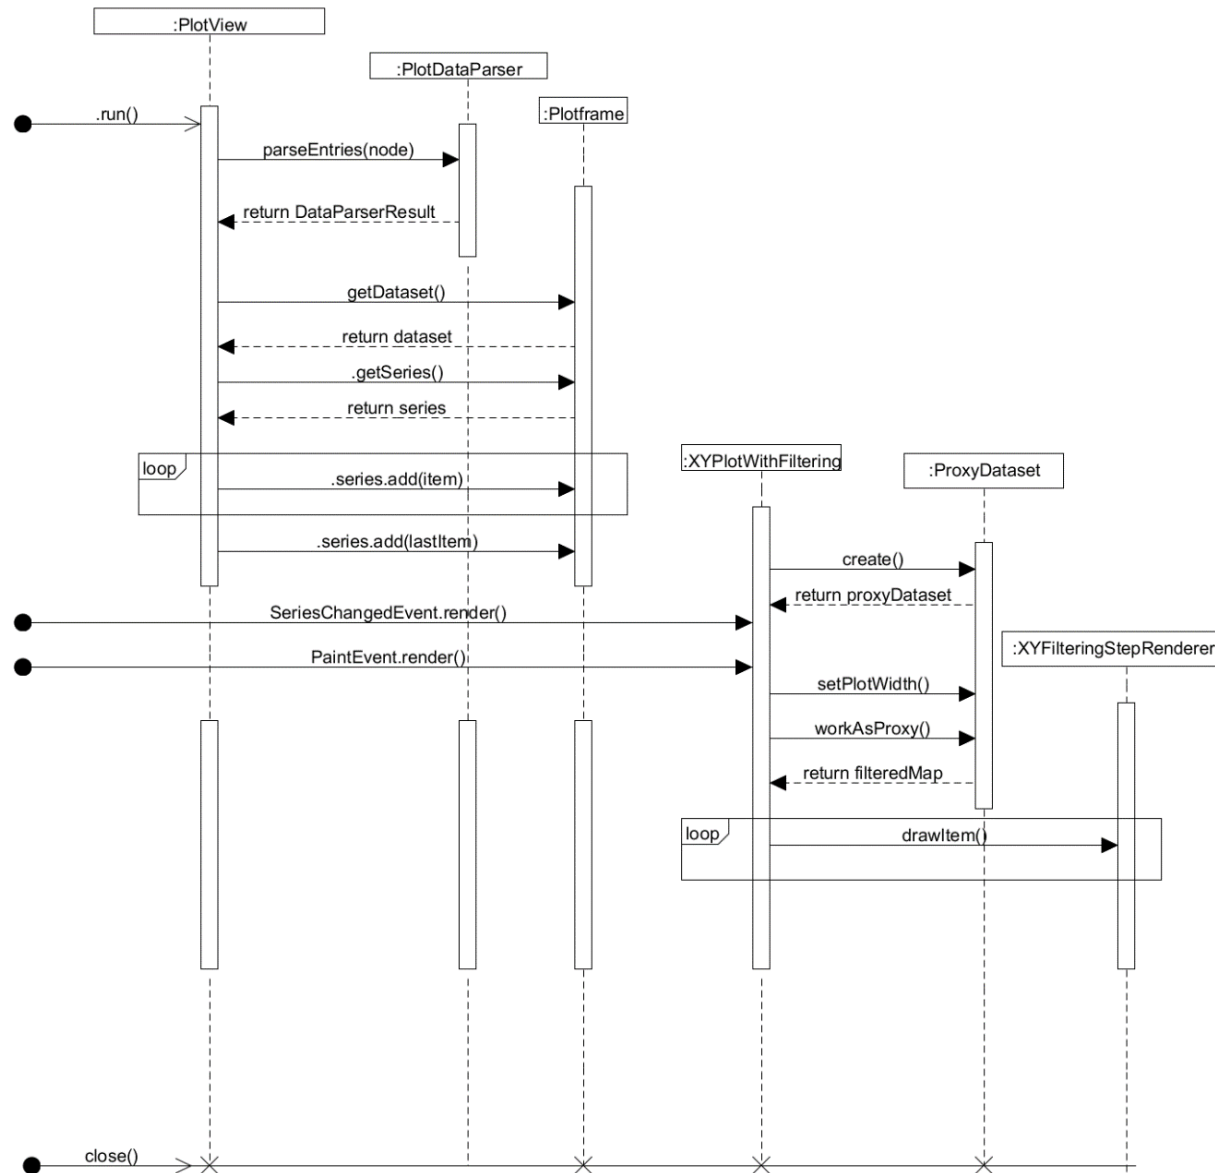 :PlotView
:PlotDataParser
:Plotframe
.run()
parseEntries(node)
return DataParserResult
getDataset()
return dataset
.getSeries()
return series
loop
.series.add(item)
.series.add(lastItem)
:XYPlotWithFiltering
:ProxyDataset
create()
return proxyDataset
SeriesChangedEvent.render()
PaintEvent.render()
:XYFilteringStepRenderer
setPlotWidth()
workAsProxy()
return filteredMap
loop
drawItem()
close()